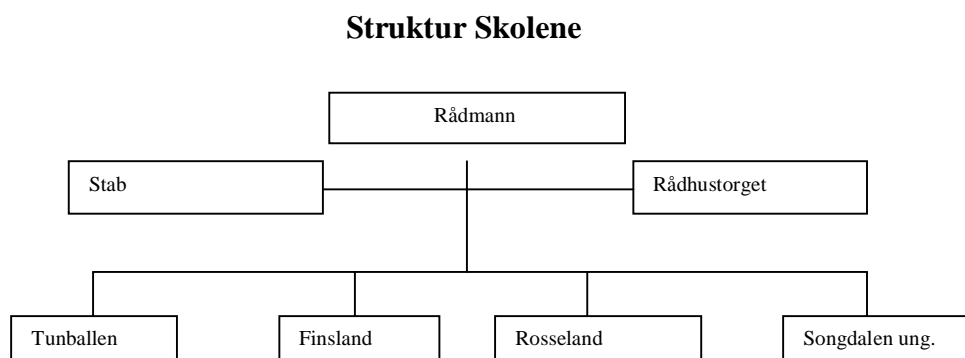 Struktur Skolene
Rådmann
Stab
Rådhustorget
Tunballen
Finsland
Rosseland
Songdalen ung.